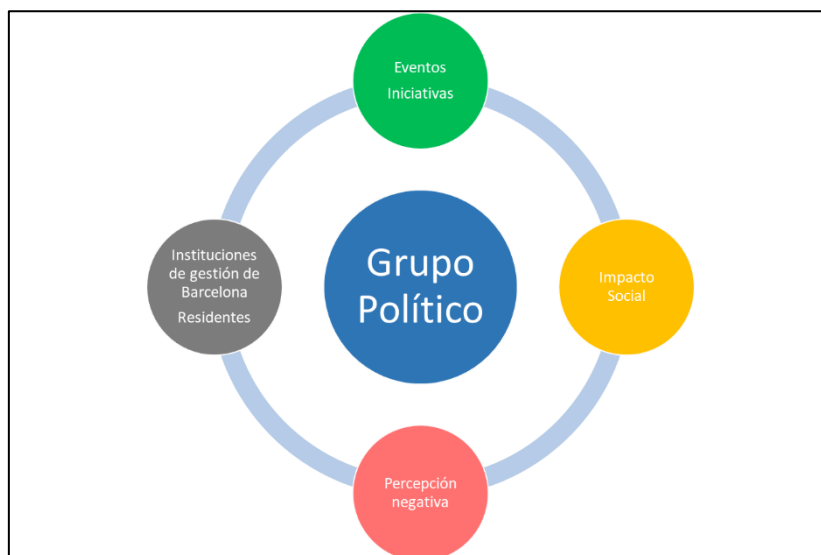 Eventos
Iniciativas
Instituciones
de gestión de
Barcelona
Residentes
Grupo
Político
Impacto
Social
Percepción
negativa